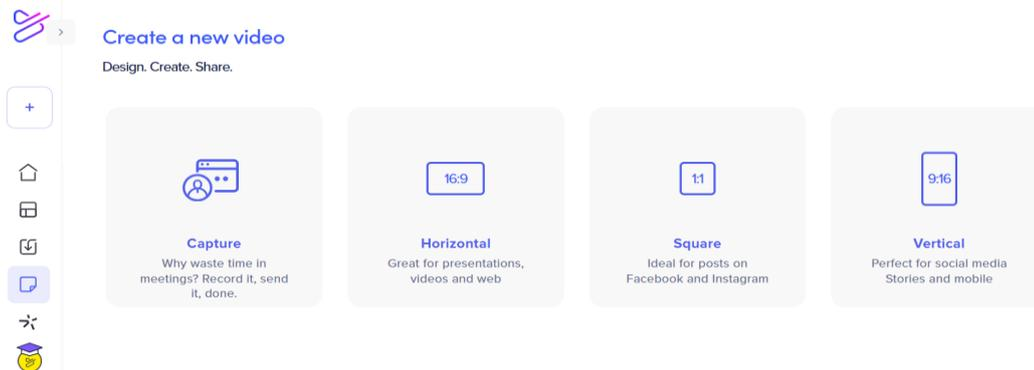 Create a new video
Design. Create. Share.
+
16:9
1:1
9:16
Capture
Why waste time in
meetings? Record it, send
it, done.
Horizontal
Great for presentations,
videos and web
Square
Ideal for posts on
Facebook and Instagram
Vertical
Perfect for social media
Stories and mobile